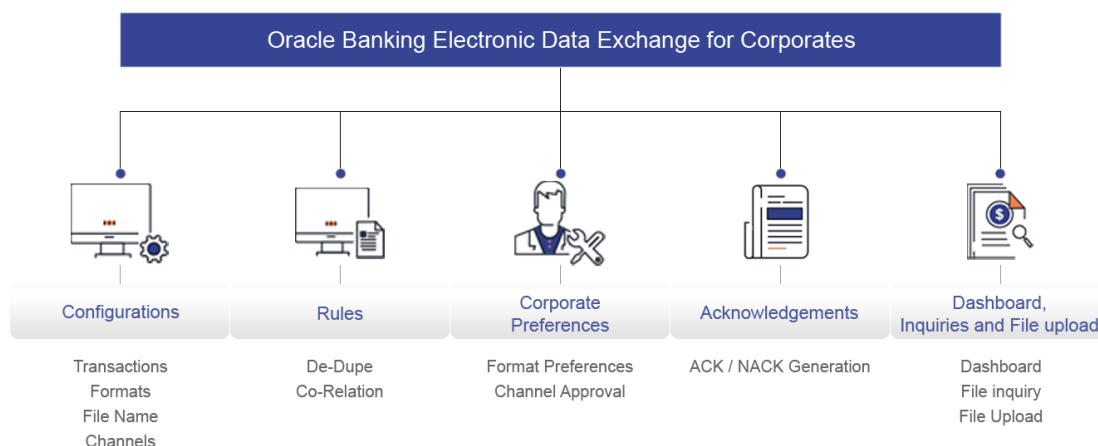 Oracle Banking Electronic Data Exchange for Corporates
Configurations
Transactions
Formats
File Name
Channels
Rules
De-Dupe
Co-Relation
Corporate
Preferences
Format Preferences
Channel Approval
Acknowledgements
ACK / NACK Generation
Dashboard,
Inquiries and File upload
Dashboard
File inquiry
File Upload